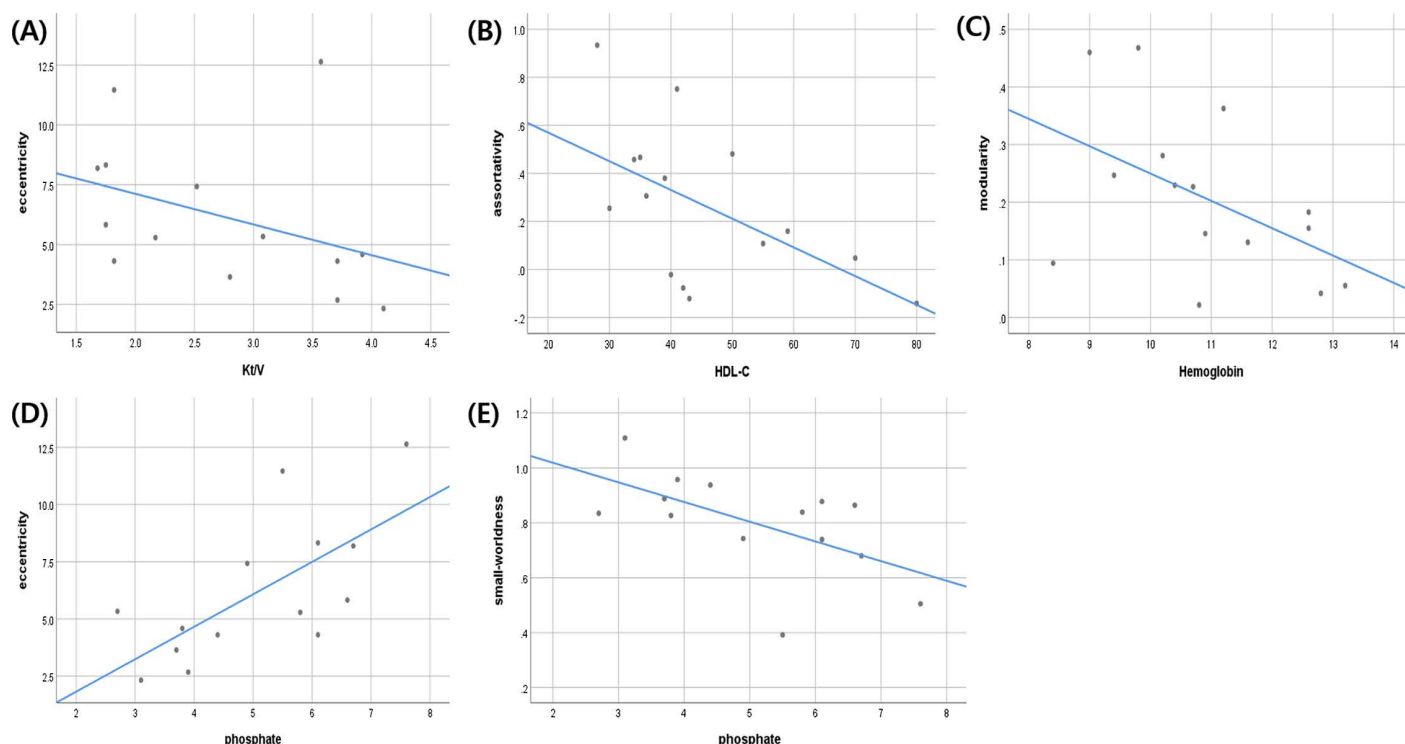 (A)
eccentricity
12.5
10.0
7.5
5.0
2.5
1.5 2.0 2.5 3.0 3.5 4.0 4.5
Kt/V
(B)
assortativity
1.0
.8
.6
.4
.2
.0
-.2
20 30 40 50 60 70 80
HDL-C
(C)
modularity
.5
.4
.3
.2
.1
.0
8 9 10 11 12 13 14
Hemoglobin
(D)
eccentricity
12.5
10.0
7.5
5.0
2.5
2 3 4 5 6 7 8
phosphate
(E)
small-worldness
1.2
1.0
.8
.6
.4
.2
2 3 4 5 6 7 8
phosphate